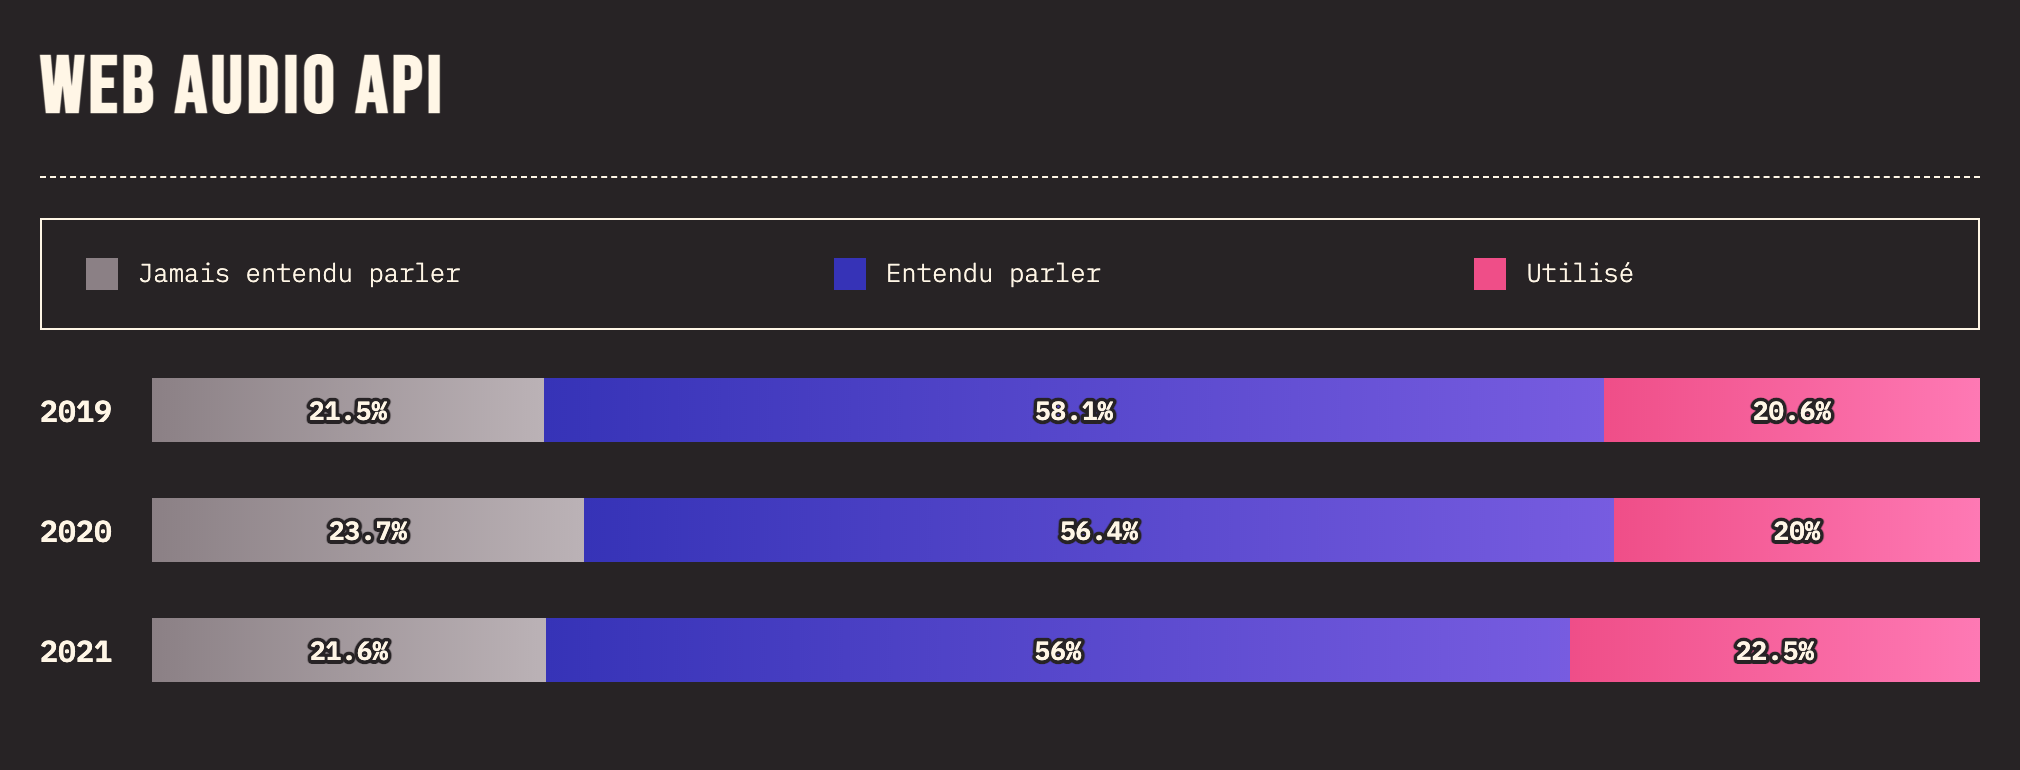 WEB AUDIO API
Jamais entendu parler Entendu parler Utilisé
2019 21.5% 58.1% 20.6%
2020 23.7% 56.4% 20%
2021 21.6% 56% 22.5%